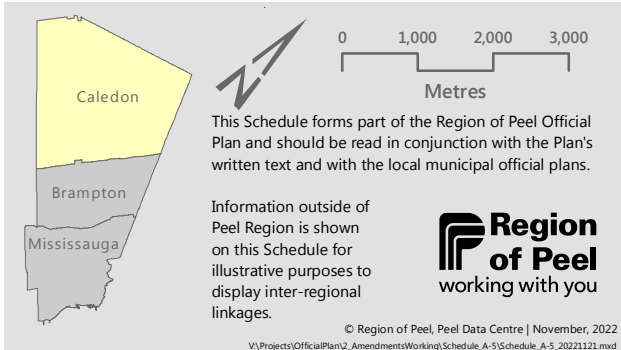 Caledon
Brampton
Mississauga
0 1,000 2,000 3,000
Metres
This Schedule forms part of the Region of Peel Official
Plan and should be read in conjunction with the Plan's
written text and with the local municipal official plans.
Information outside of
Peel Region is shown
on this Schedule for
illustrative purposes to
display inter-regional
linkages.
Region
of Peel
working with you
© Region of Peel, Peel Data Centre | November, 2022
V:\Projects\OfficialPlan\2_AmendmentsWorking\Schedule_A-5\Schedule_A-5_20221121.mxd